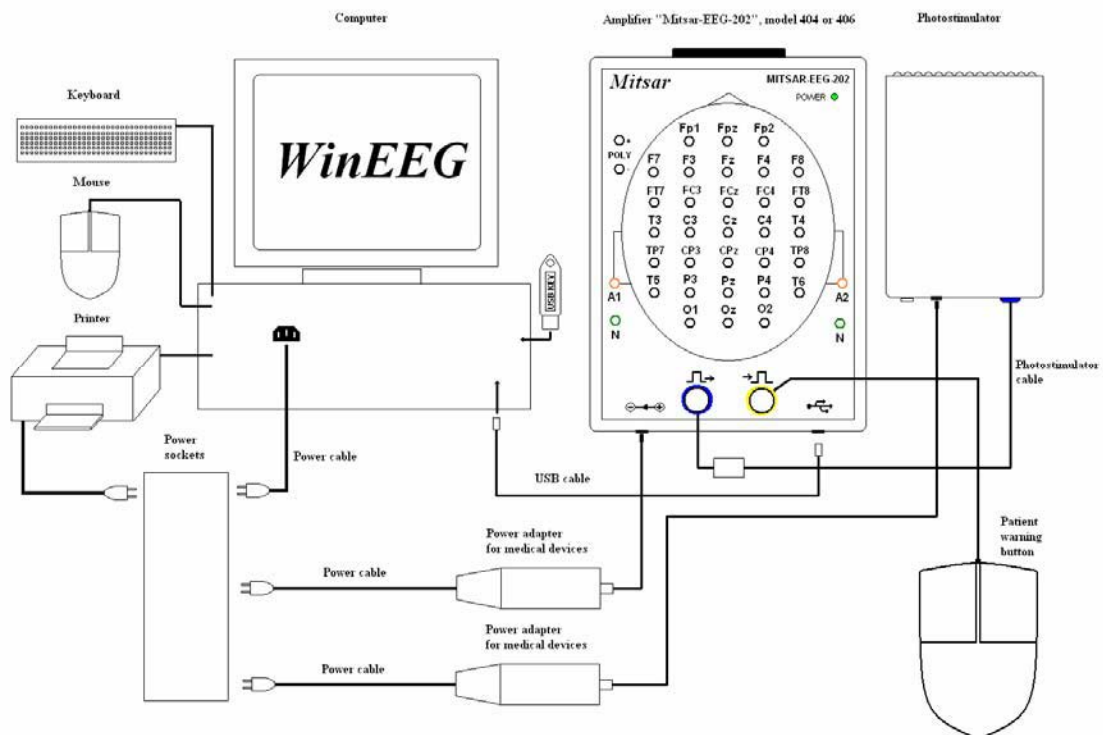 Computer
Amplifier "Mitsar-EEG-202", model 404 or 406
Photostimulator
Keyboard
Mouse
Printer
WinEEG
USB KEY
Mitsar
MITSAR-EEG-202
POWER
+
POLY
-
Fp1 Fpz Fp2
F7 F3 Fz F4 F8
FT7 FC3 FCz FC4 FT8
T3 C3 Cz C4 T4
TP7 CP3 CPz CP4 TP8
T5 P3 Pz P4 T6
A1 A2
O1 Oz O2
N N
Photostimulator
cable
Power
sockets
Power cable
USB cable
Patient
warning
button
Power adapter
for medical devices
Power cable
Power adapter
for medical devices
Power cable